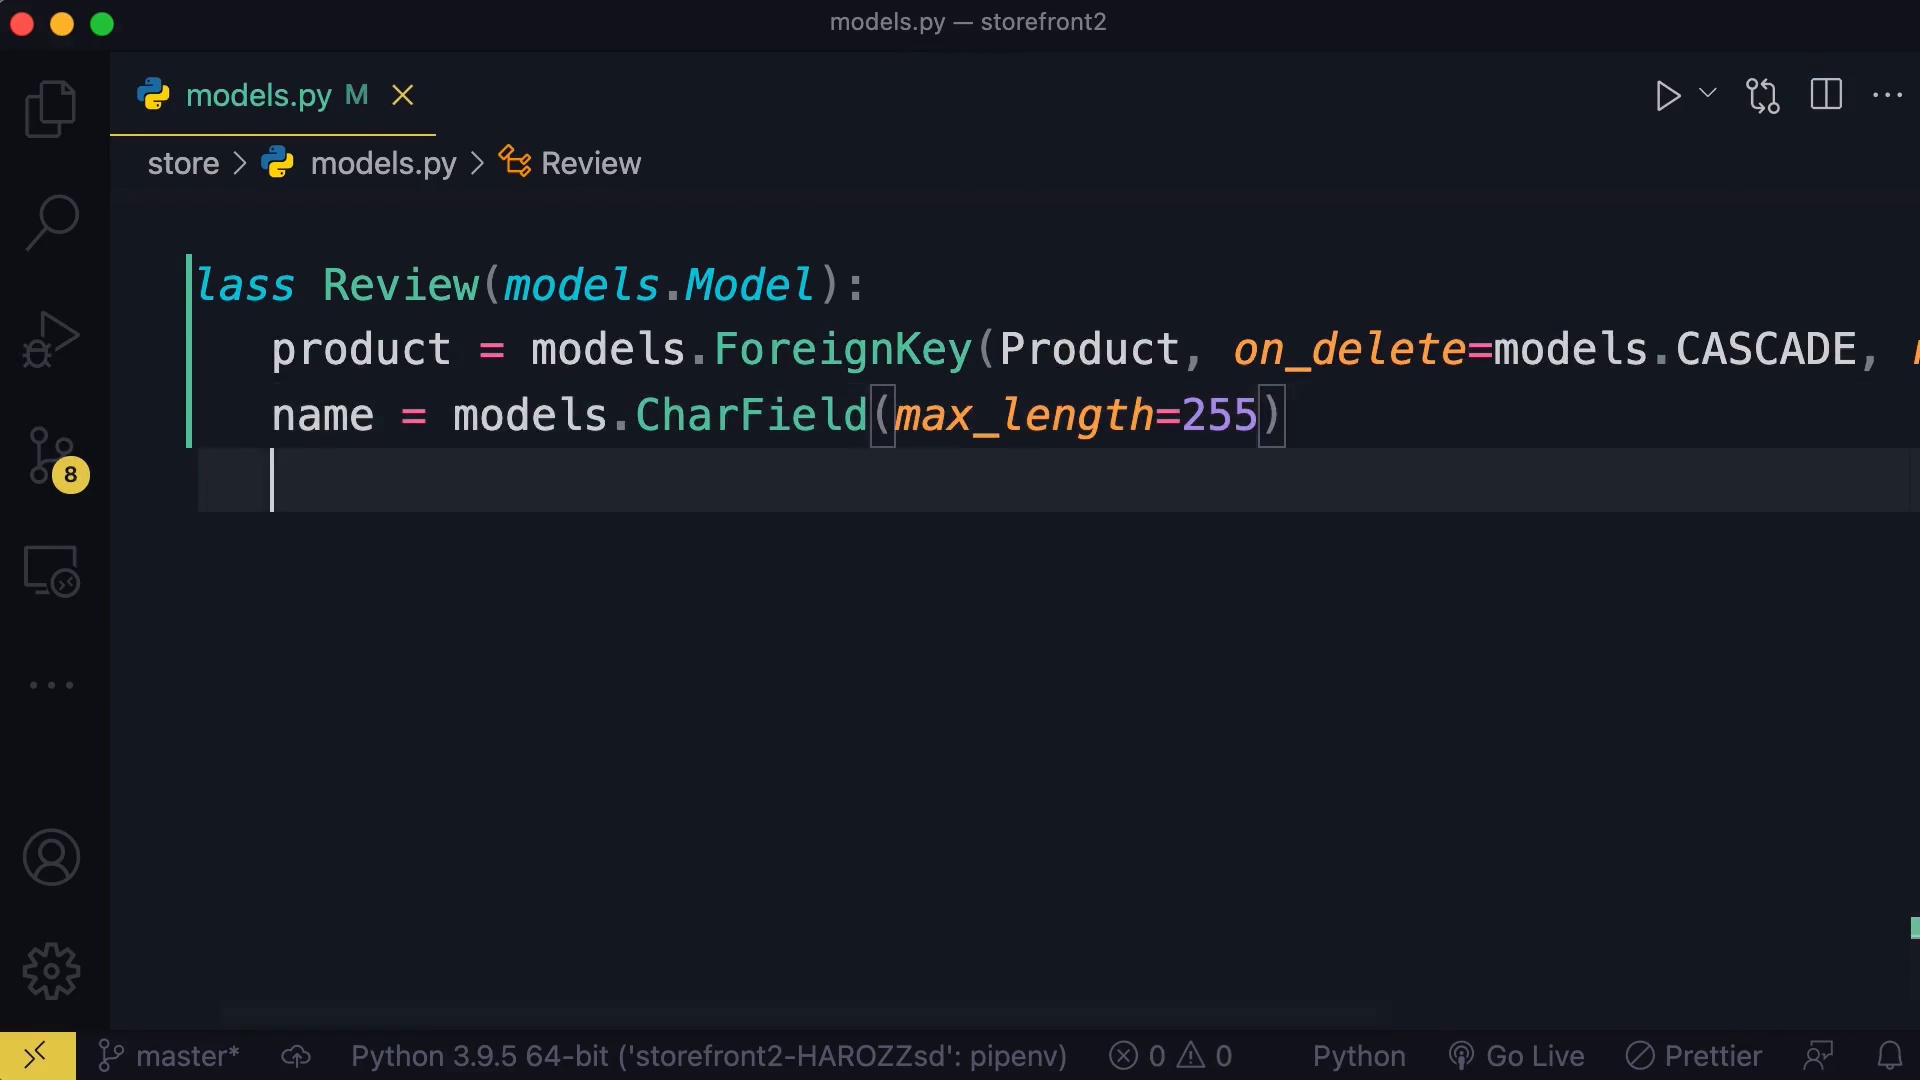 models.py — storefront2
models.py M
store > models.py > Review
lass Review(models.Model):
product = models.ForeignKey(Product, on_delete=models.CASCADE,
name = models.CharField(max_length=255)
8
master* Python 3.9.5 64-bit ('storefront2-HAROZZsd': pipenv) 0 0 Python Go Live Prettier